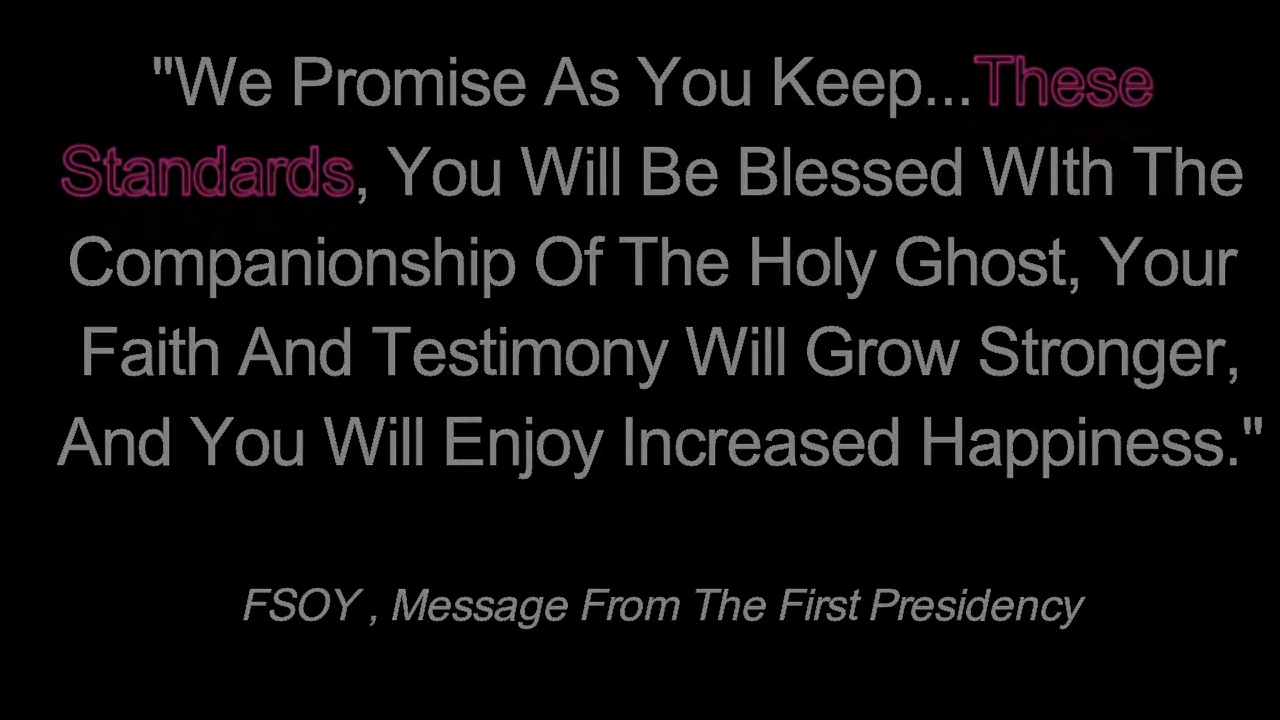 "We Promise As You Keep...These
Standards, You Will Be Blessed WIth The
Companionship Of The Holy Ghost, Your
Faith And Testimony Will Grow Stronger,
And You Will Enjoy Increased Happiness."
FSOY , Message From The First Presidency